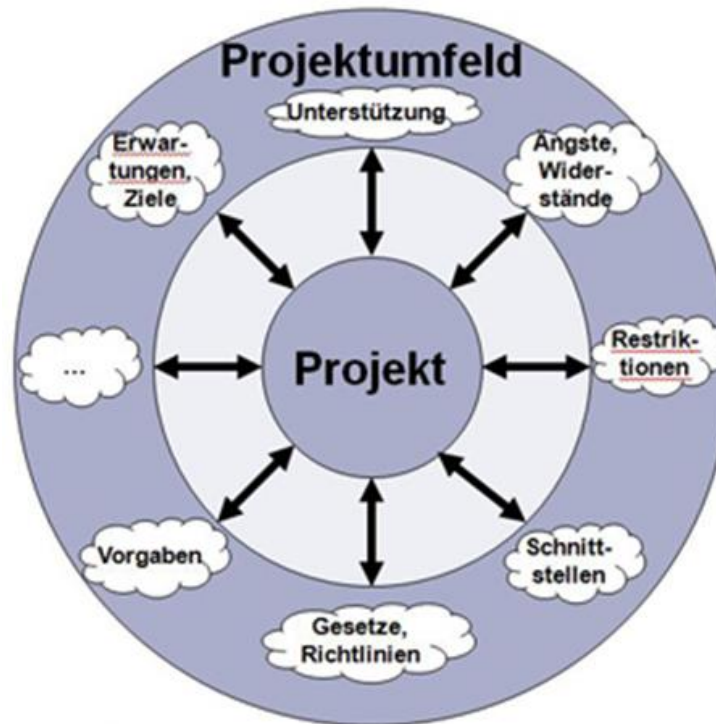 Projektumfeld
Unterstützung
Erwar-
tungen,
Ziele
Ängste,
Wider-
stände
...
Projekt
Restrik-
tionen
Vorgaben
Schnitt-
stellen
Gesetze,
Richtlinien